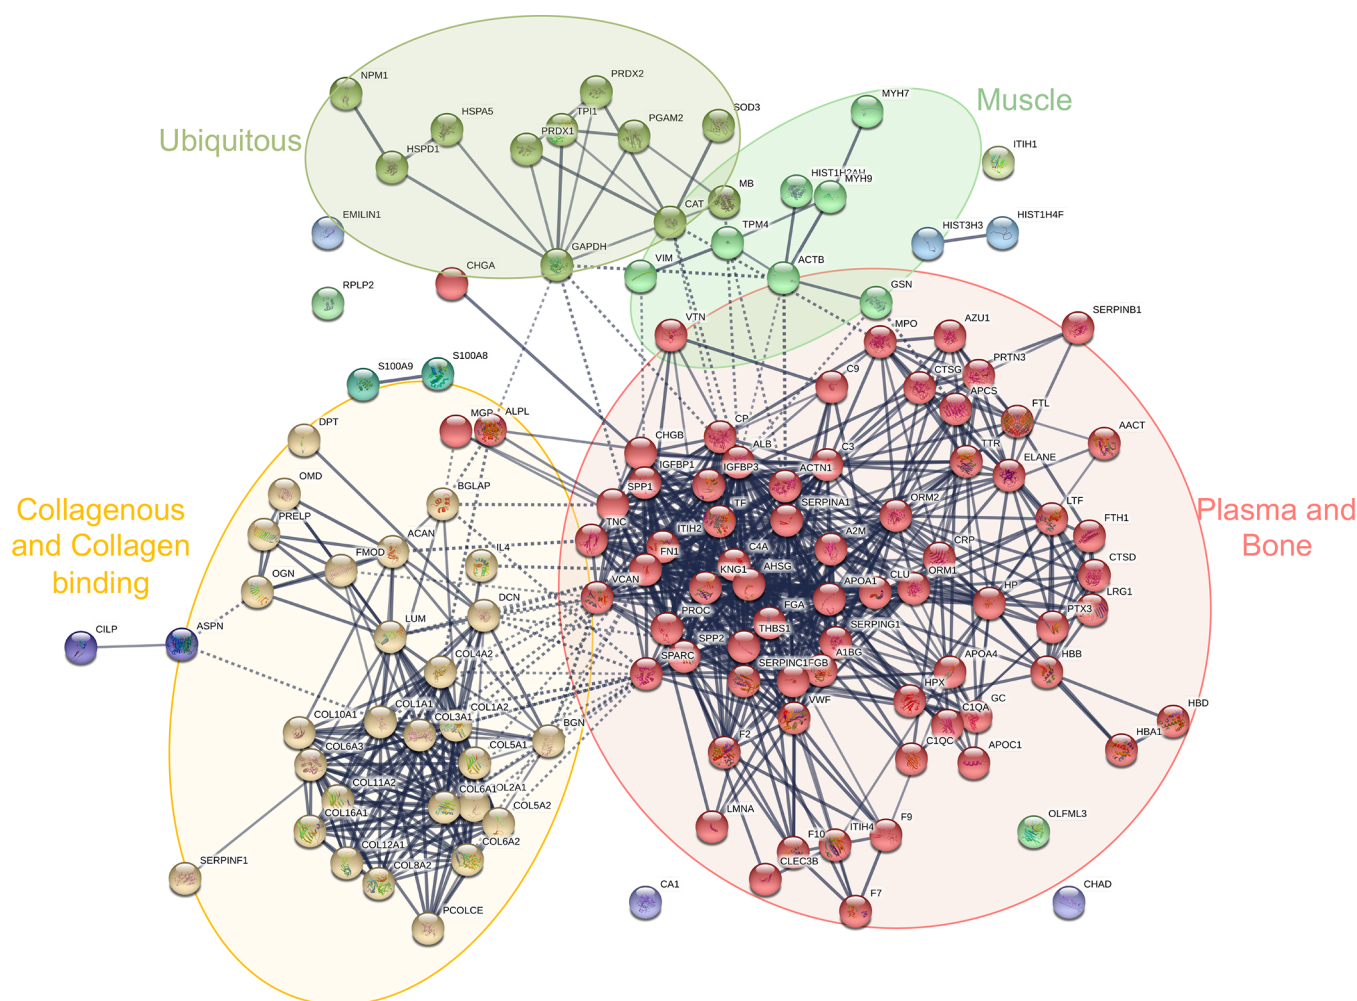 NPM1
PRDX2
MYH7
Muscle
HSPA5
TPI1
SOD3
PGAM2
PRDX1
Ubiquitous
HSPD1
ITIH1
HIST1H2AH
MYH9
MB
CAT
EMILIN1
TPM4
HIST3H3
HIST1H4F
GAPDH
VIM
ACTB
CHGA
RPLP2
GSN
VTN
MPO
AZU1
SERPINB1
S100A8
S100A9
C9
CTSG
PRTN3
APCS
FTL
DPT
MGP
ALPL
CP
CHGB
ALB
C3
AACT
TTR
ELANE
IGFBP1
IGFBP3
ACTN1
OMD
BGLAP
SPP1
TF
SERPINA1
ORM2
LTF
Plasma and
Bone
Collagenous
and Collagen
binding
PRELP
ACAN
TNC
ITIH2
A2M
FTH1
FMOD
IL4
FN1
C4A
CRP
CTSD
OGN
VCAN
KNG1
AHSG
APOA1
CLU
ORM1
HP
LRG1
DCN
PROC
FGA
PTX3
LUM
SPP2
THBS1
SERPING1
CILP
ASPN
SPARC
A1BG
APOA4
HBB
COL4A2
SERPINC1
FGB
HPX
COL1A1
COL1A2
VWF
GC
HBD
COL10A1
COL3A1
BGN
C1QA
HBA1
COL6A3
COL5A1
F2
C1QC
APOC1
COL11A2
COL6A1
COL2A1
COL5A2
COL16A1
LMNA
F9
OLFML3
COL12A1
COL6A2
F10
ITIH4
SERPINF1
COL8A2
CLEC3B
CA1
F7
CHAD
PCOLCE